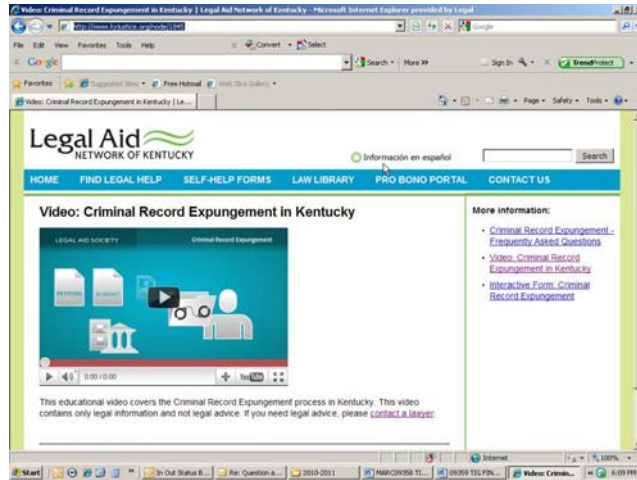 Video: Criminal Record Expungement in Kentucky | Legal Aid Network of Kentucky - Microsoft Internet Explorer provided by Legal
http://www.kyjustice.org/node/1045
Google
File Edit View Favorites Tools Help
x Convert Select
x Google
Search More >>
Sign In
TrendProtect
Favorites
Suggested Sites
Free Hotmail
Web Slice Gallery
Video: Criminal Record Expungement in Kentucky | Le...
Page Safety Tools
Legal Aid
NETWORK OF KENTUCKY
Información en español
Search
HOME FIND LEGAL HELP SELF-HELP FORMS LAW LIBRARY PRO BONO PORTAL CONTACT US
Video: Criminal Record Expungement in Kentucky
LEGAL AID SOCIETY Criminal Record Expungement
PETITION
0:00 / 0:00
YouTube
This educational video covers the Criminal Record Expungement process in Kentucky. This video
contains only legal information and not legal advice. If you need legal advice, please contact a lawyer.
More information:
• Criminal Record Expungement -
Frequently Asked Questions
• Video: Criminal Record
Expungement in Kentucky
• Interactive Form: Criminal
Record Expungement
Internet
100%
Start
In Out Status B...
Re: Question a...
2010-2011
Video: Crimin...
6:09 PM